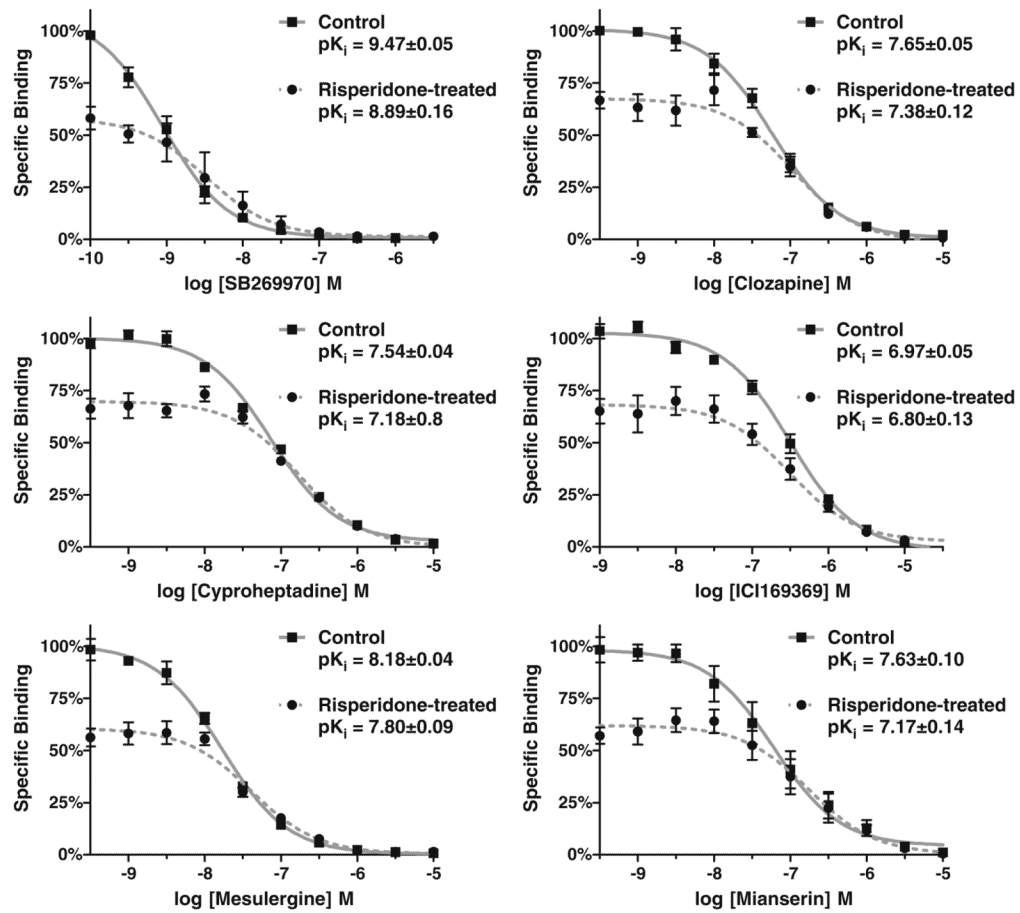 Control
pKi = 9.47±0.05
Risperidone-treated
pKi = 8.89±0.16
100%
75%
50%
25%
0%
Specific Binding
-10 -9 -8 -7 -6
log [SB269970] M
Control
pKi = 7.65±0.05
Risperidone-treated
pKi = 7.38±0.12
100%
75%
50%
25%
0%
Specific Binding
-9 -8 -7 -6 -5
log [Clozapine] M
Control
pKi = 7.54±0.04
Risperidone-treated
pKi = 7.18±0.8
100%
75%
50%
25%
0%
Specific Binding
-9 -8 -7 -6 -5
log [Cyproheptadine] M
Control
pKi = 6.97±0.05
Risperidone-treated
pKi = 6.80±0.13
100%
75%
50%
25%
0%
Specific Binding
-9 -8 -7 -6 -5
log [ICI169369] M
Control
pKi = 8.18±0.04
Risperidone-treated
pKi = 7.80±0.09
100%
75%
50%
25%
0%
Specific Binding
-9 -8 -7 -6 -5
log [Mesulergine] M
Control
pKi = 7.63±0.10
Risperidone-treated
pKi = 7.17±0.14
100%
75%
50%
25%
0%
Specific Binding
-9 -8 -7 -6 -5
log [Mianserin] M